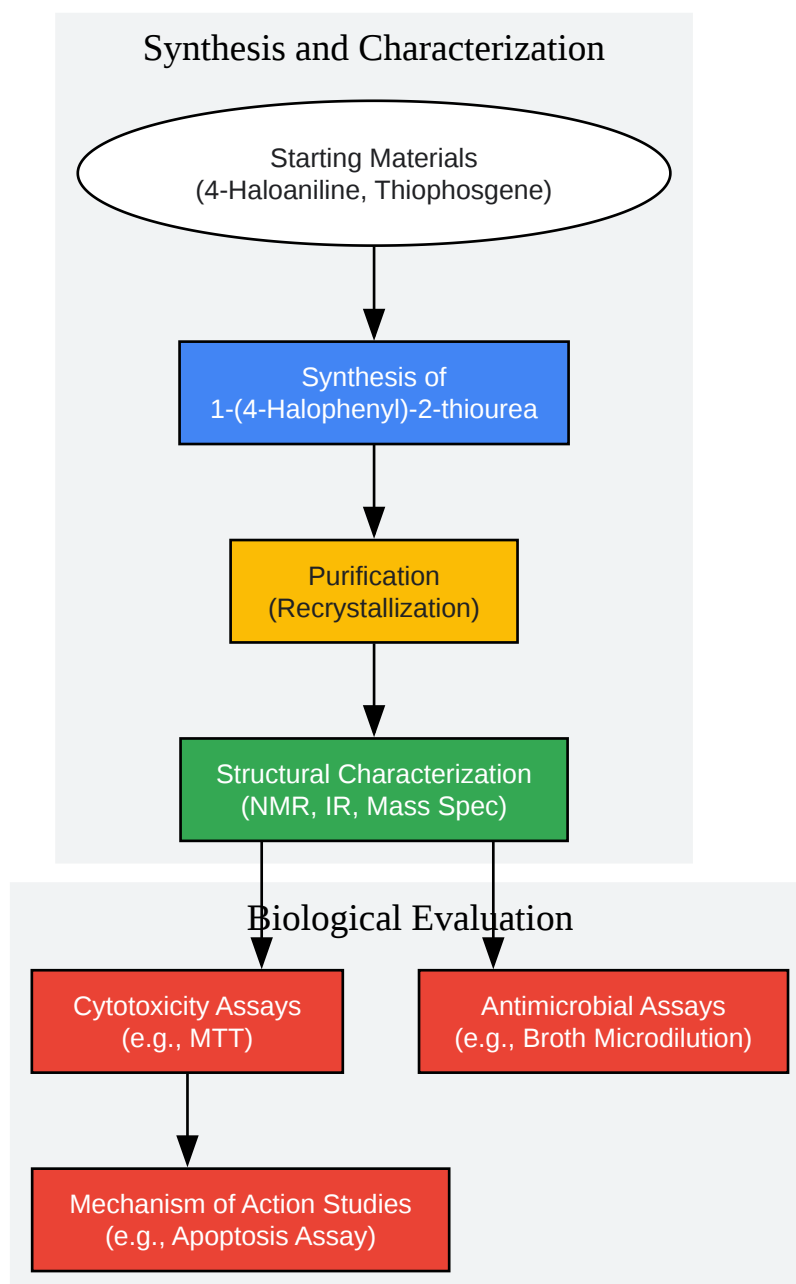 Synthesis and Characterization
Starting Materials
(4-Haloaniline, Thiophosgene)
Synthesis of
1-(4-Halophenyl)-2-thiourea
Purification
(Recrystallization)
Structural Characterization
(NMR, IR, Mass Spec)
Biological Evaluation
Cytotoxicity Assays
(e.g., MTT)
Antimicrobial Assays
(e.g., Broth Microdilution)
Mechanism of Action Studies
(e.g., Apoptosis Assay)